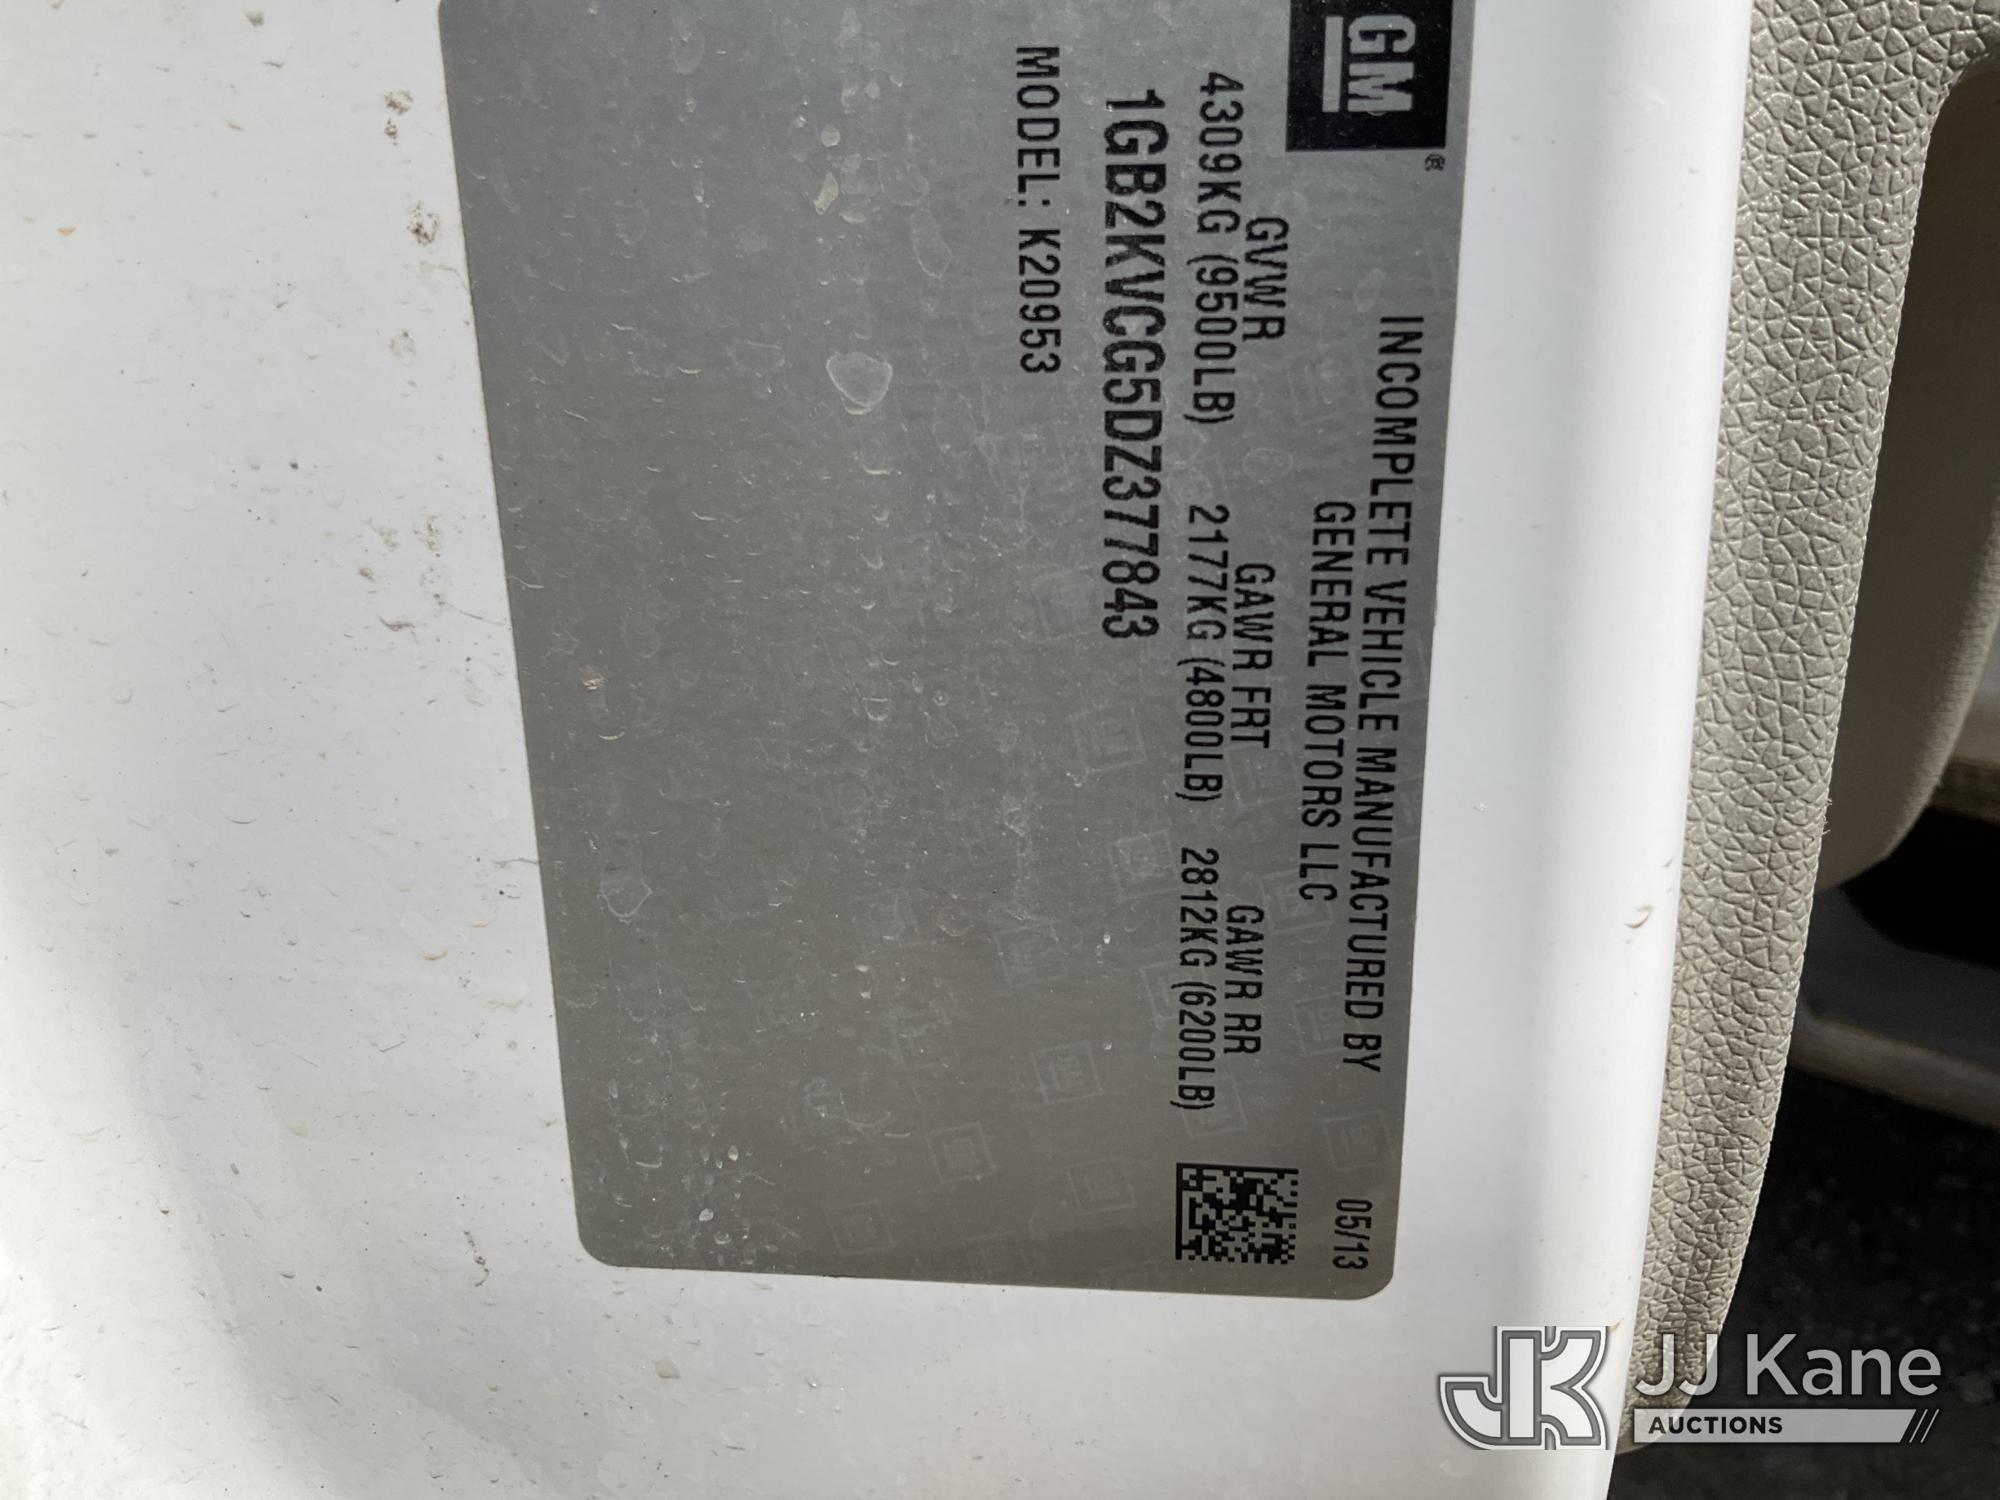 GM®
INCOMPLETE VEHICLE MANUFACTURED BY
GENERAL MOTORS LLC
05/13
GVWR GAWR FRT GAWR RR
4309KG (9500LB) 2177KG (4800LB) 2812KG (6200LB)
1GB2KVCG5DZ377843
MODEL: K20953
JK JJ Kane
AUCTIONS